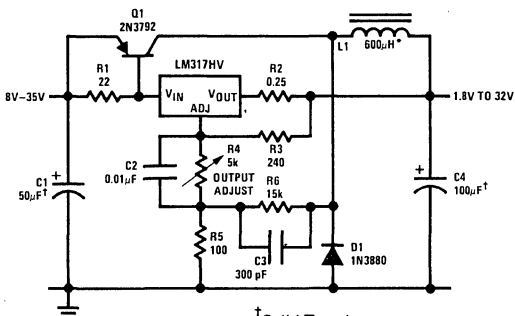 Q1
2N3792
L1
600μH*
LM317HV
R1
22
R2
0.25
8V–35V
VIN
VOUT
ADJ
1.8V TO 32V
R4
5k
R3
240
C2
0.01μF
OUTPUT
ADJUST
R6
15k
C1
50μF†
+
C4
100μF†
+
R5
100
C3
300 pF
D1
1N3880